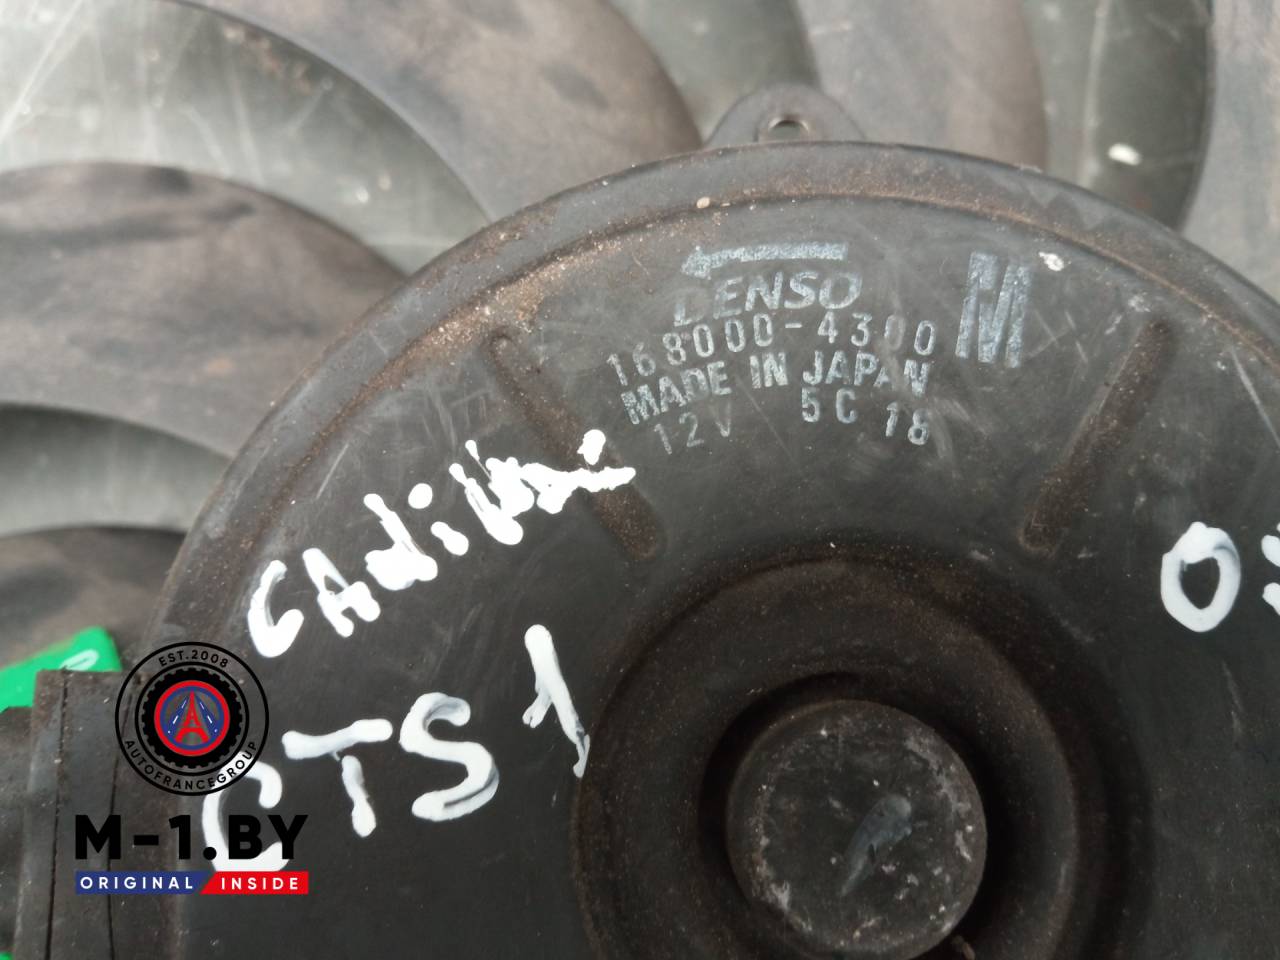 DENSO
M
168000-4300
MADE IN JAPAN
12V 5C 18
CTS 1
EST.2008
AUTOFRANCEGROUP
M-1.BY
ORIGINAL INSIDE